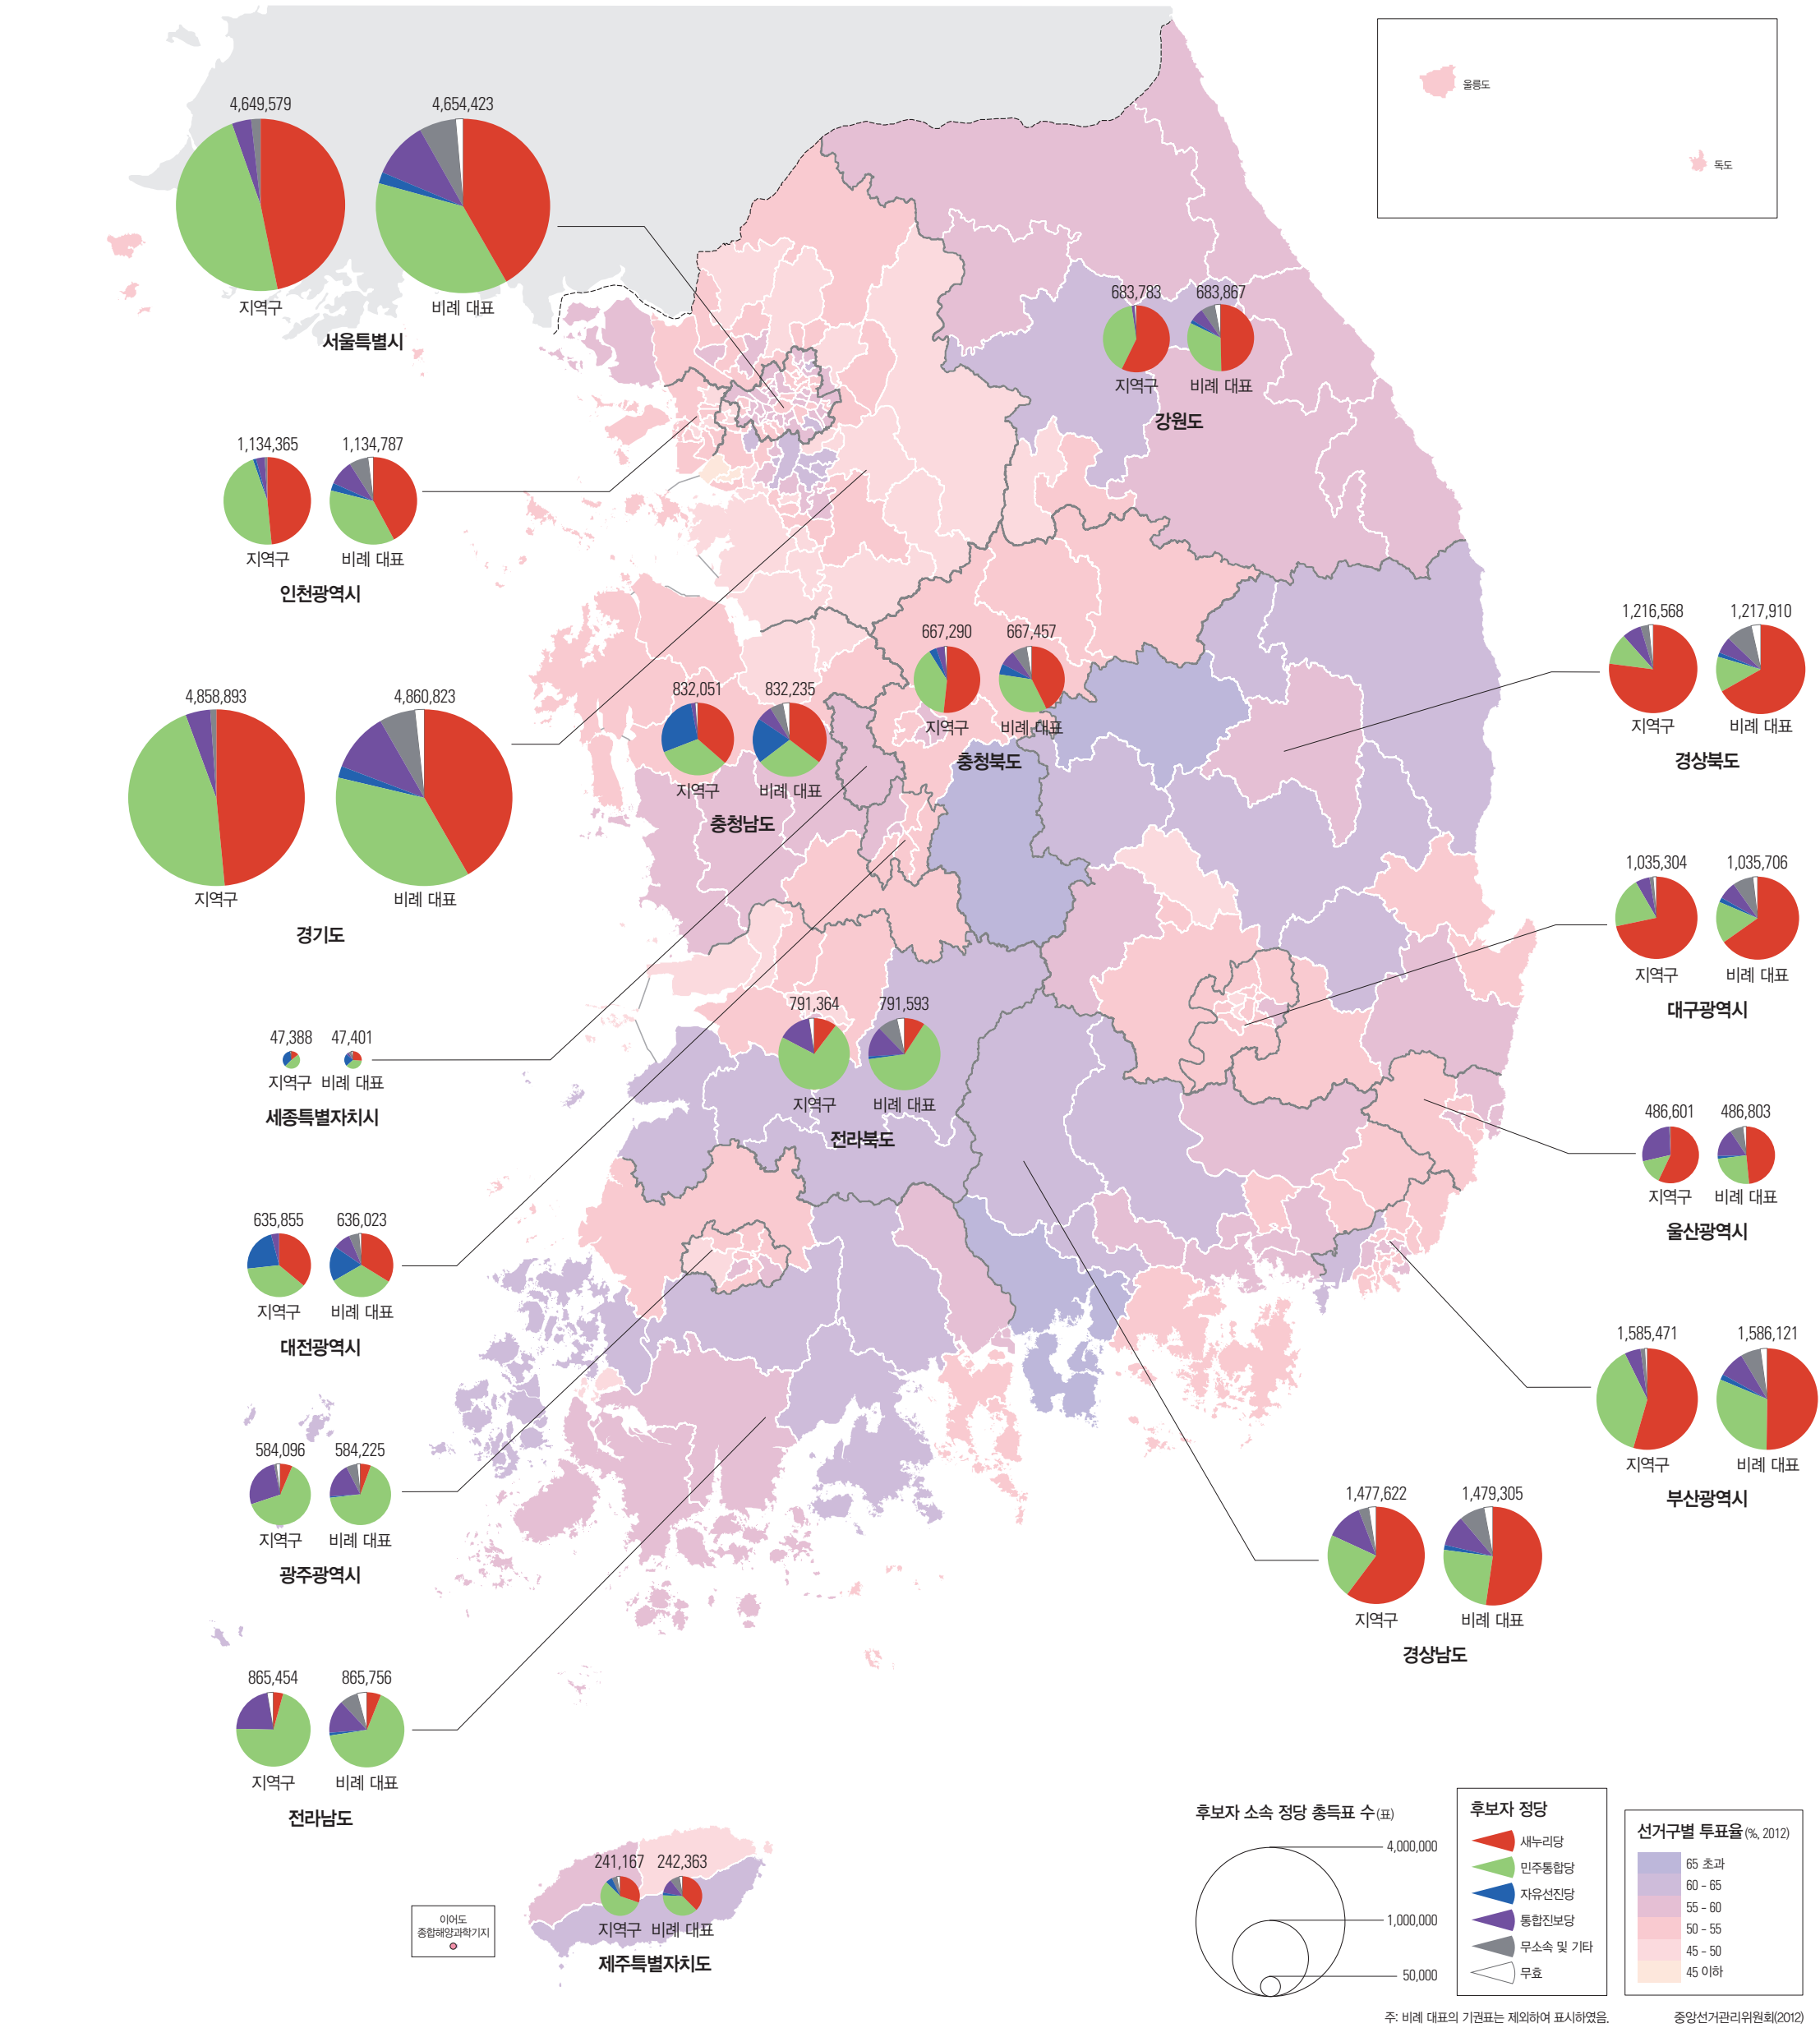 울릉도
독도
4,649,579
4,654,423
지역구
비례 대표
서울특별시
683,783
683,867
지역구
비례 대표
강원도
1,134,365
1,134,787
지역구
비례 대표
인천광역시
667,290
667,457
지역구
비례 대표
충청북도
1,216,568
1,217,910
지역구
비례 대표
경상북도
4,858,893
4,860,823
지역구
비례 대표
경기도
832,051
832,235
지역구
비례 대표
충청남도
1,035,304
1,035,706
지역구
비례 대표
대구광역시
47,388
47,401
지역구
비례 대표
세종특별자치시
791,364
791,593
지역구
비례 대표
전라북도
486,601
486,803
지역구
비례 대표
울산광역시
635,855
636,023
지역구
비례 대표
대전광역시
1,585,471
1,586,121
지역구
비례 대표
부산광역시
584,096
584,225
지역구
비례 대표
광주광역시
1,477,622
1,479,305
지역구
비례 대표
경상남도
865,454
865,756
지역구
비례 대표
전라남도
241,167
242,363
지역구
비례 대표
제주특별자치도
이어도
종합해양과학기지
후보자 소속 정당 총득표 수(표)
4,000,000
1,000,000
50,000
후보자 정당
새누리당
민주통합당
자유선진당
통합진보당
무소속 및 기타
무효
선거구별 투표율(%, 2012)
65 초과
60 - 65
55 - 60
50 - 55
45 - 50
45 이하
주: 비례 대표의 기권표는 제외하여 표시하였음.
중앙선거관리위원회(2012)